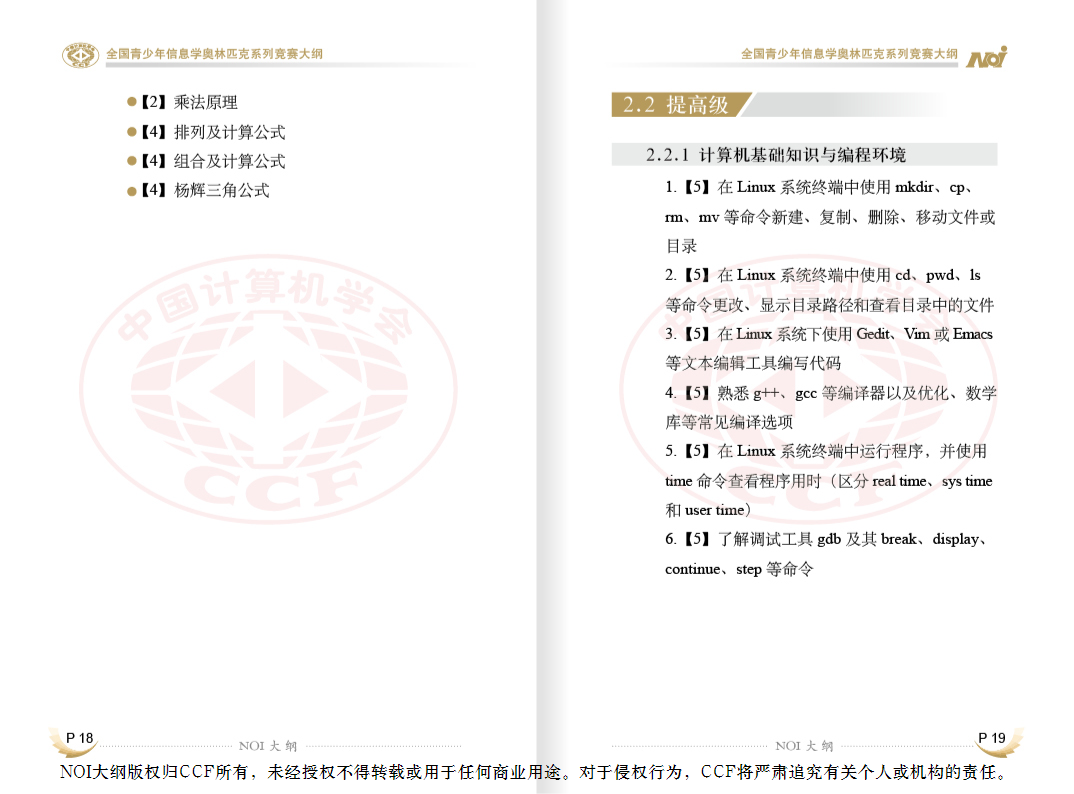 全国青少年信息学奥林匹克系列竞赛大纲
【2】乘法原理
【4】排列及计算公式
【4】组合及计算公式
【4】杨辉三角公式
中国计算机学会
CCF
P 18
NOI 大 纲
全国青少年信息学奥林匹克系列竞赛大纲
NOI
2.2 提高级
2.2.1 计算机基础知识与编程环境
1.【5】在 Linux 系统终端中使用 mkdir、cp、
rm、mv 等命令新建、复制、删除、移动文件或
目录
2.【5】在 Linux 系统终端中使用 cd、pwd、ls
等命令更改、显示目录路径和查看目录中的文件
3.【5】在 Linux 系统下使用 Gedit、Vim 或 Emacs
等文本编辑工具编写代码
4.【5】熟悉 g++、gcc 等编译器以及优化、数学
库等常见编译选项
5.【5】在 Linux 系统终端中运行程序，并使用
time 命令查看程序用时（区分 real time、sys time
和 user time）
6.【5】了解调试工具 gdb 及其 break、display、
continue、step 等命令
中国计算机学会
CCF
NOI 大 纲
P 19
NOI大纲版权归CCF所有，未经授权不得转载或用于任何商业用途。对于侵权行为，CCF将严肃追究有关个人或机构的责任。